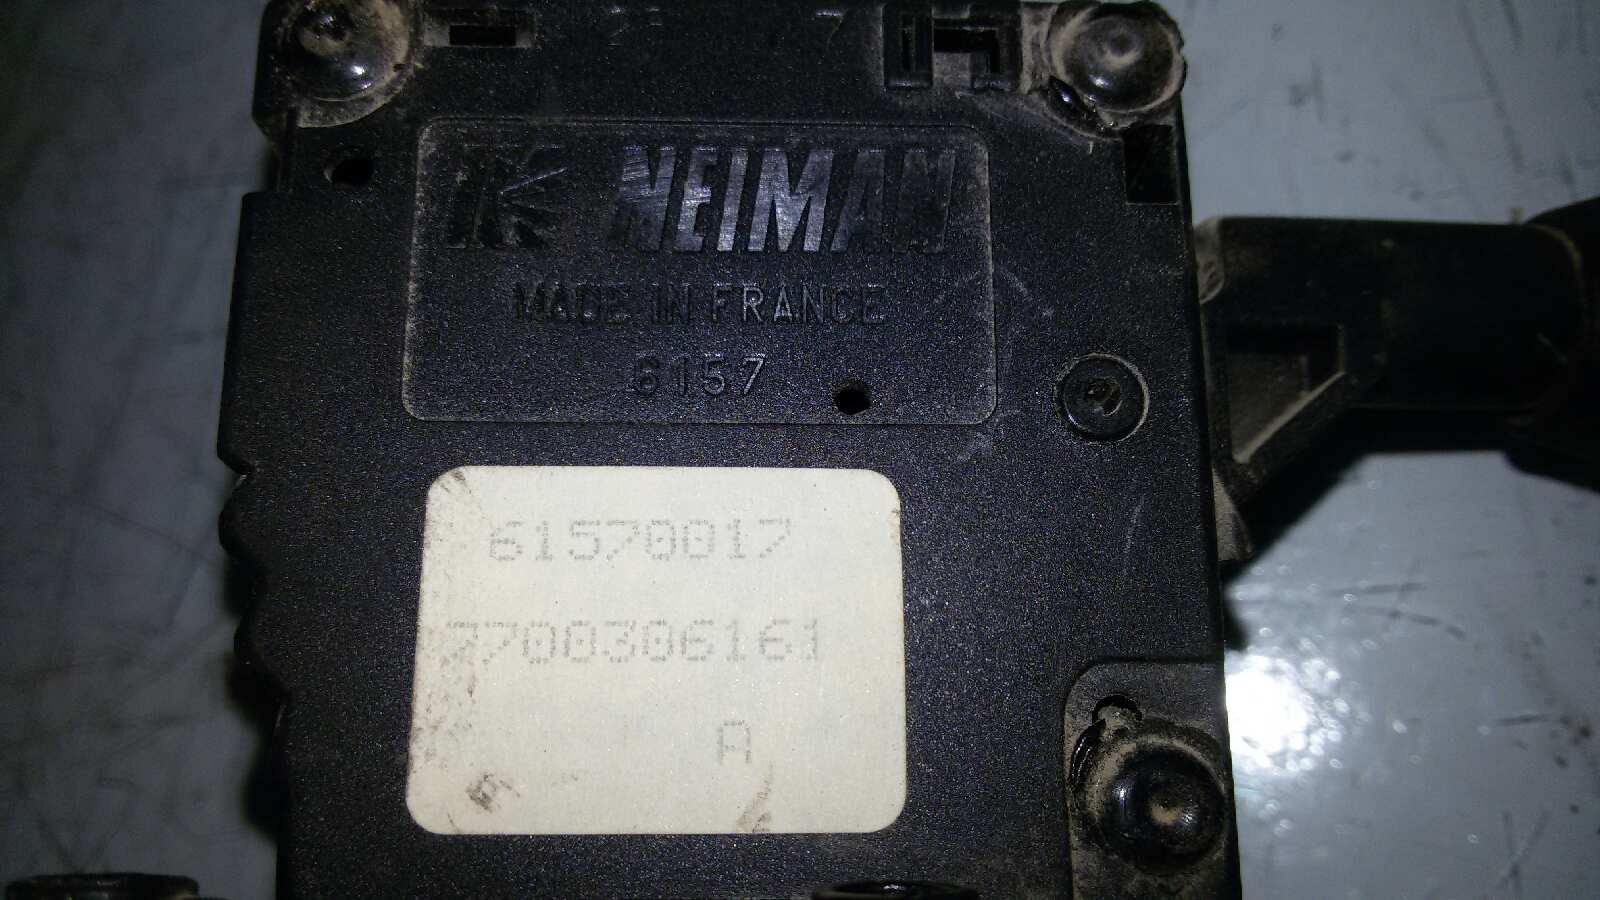 NEIMAN
MADE IN FRANCE
6157
61570017
7700306161
A